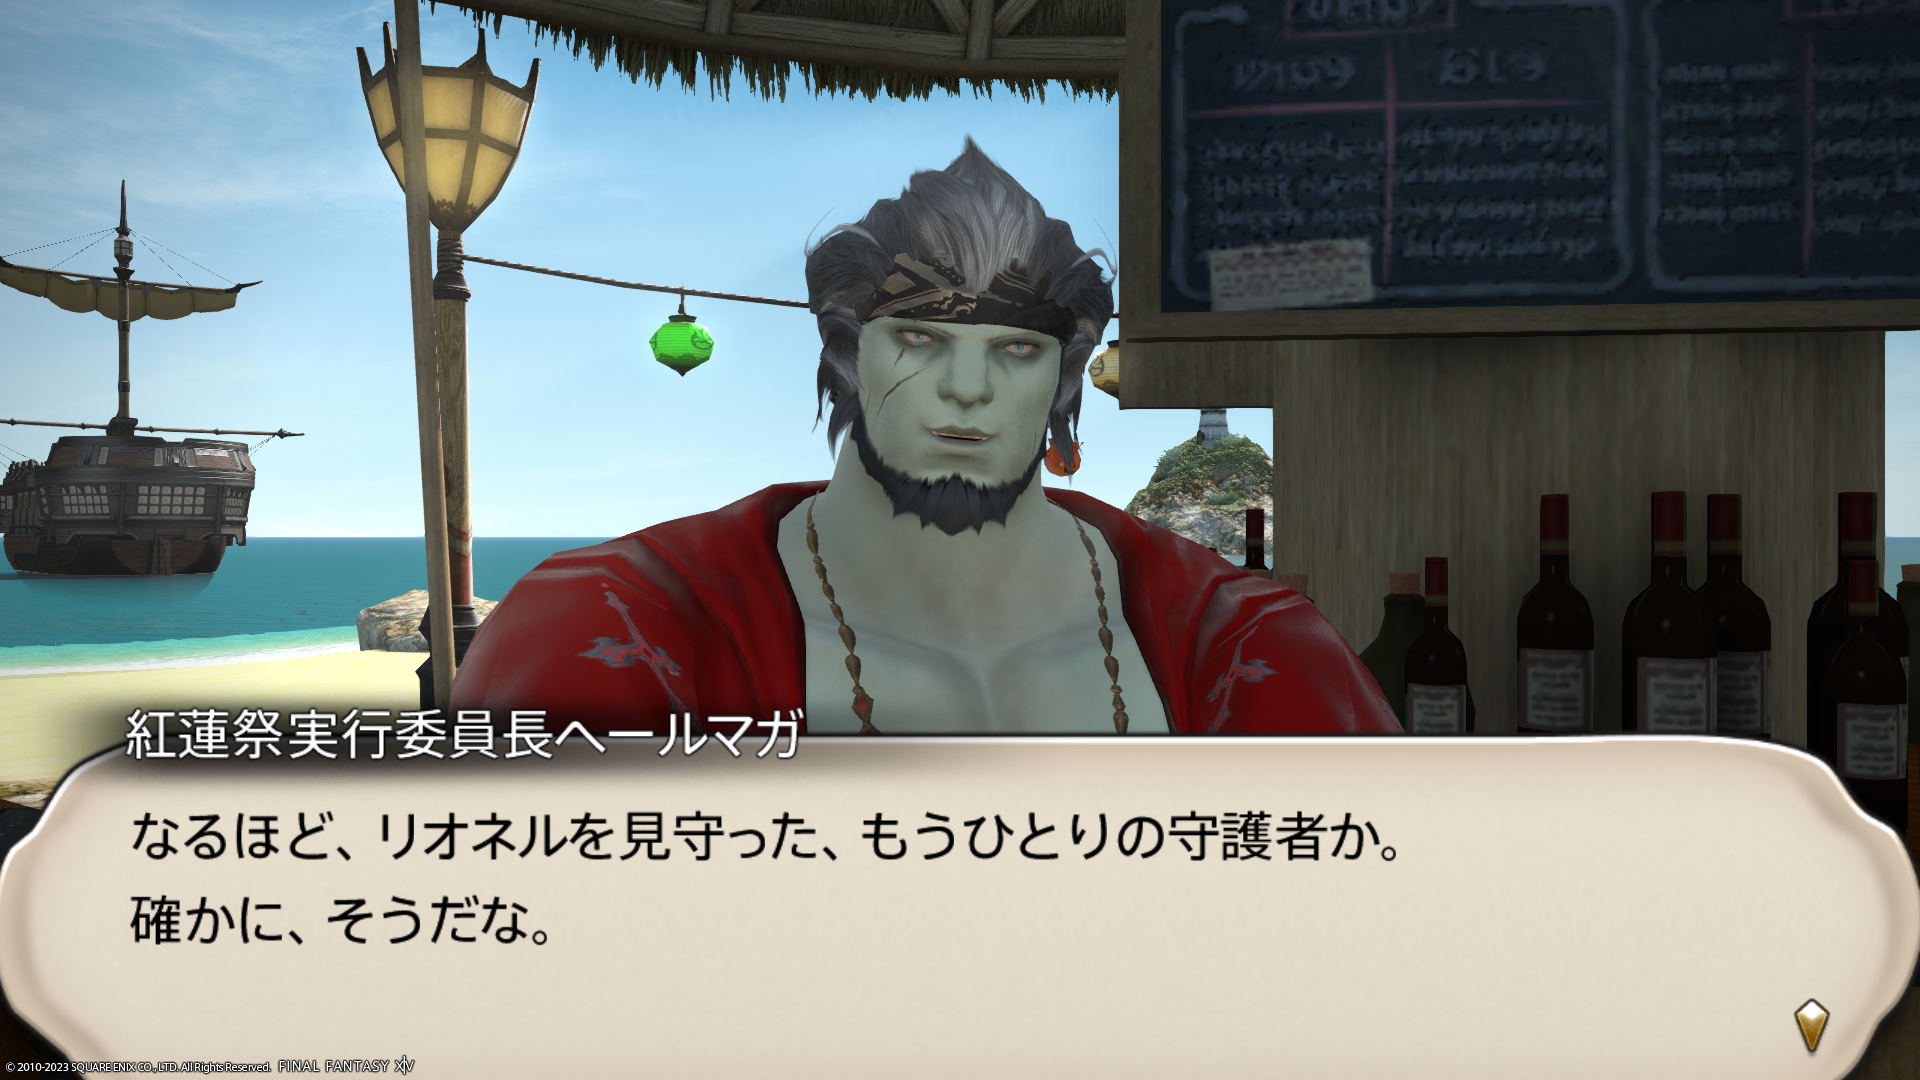 紅蓮祭実行委員長ヘールマガ
なるほど、リオネルを見守った、もうひとりの守護者か。
確かに、そうだな。
© 2010-2023 SQUARE ENIX CO., LTD. All Rights Reserved. FINAL FANTASY XIV